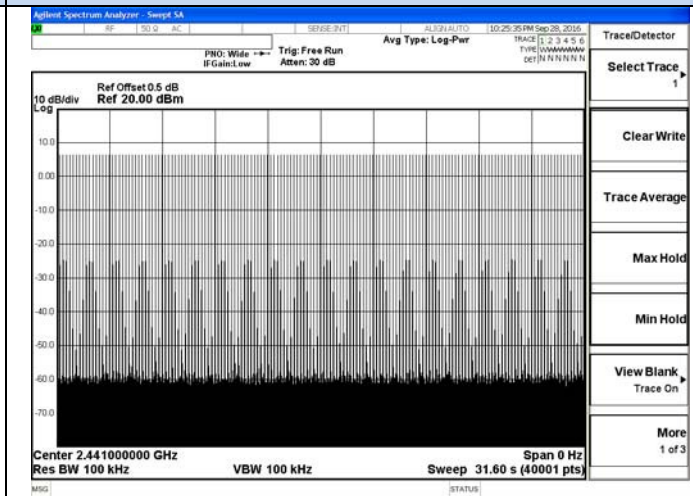 Agilent Spectrum Analyzer - Swept SA
RF 50 Ω AC SENSE:INT ALIGN AUTO 10:25:35 PM Sep 28, 2016
Avg Type: Log-Pwr
TRACE 1 2 3 4 5 6
TYPE
DET N N N N N N
PNO: Wide
IFGain:Low
Trig: Free Run
Atten: 30 dB
Ref Offset 0.5 dB
10 dB/div Ref 20.00 dBm
Log
10.0
0.00
-10.0
-20.0
-30.0
-40.0
-50.0
-60.0
-70.0
Center 2.441000000 GHz Span 0 Hz
Res BW 100 kHz VBW 100 kHz Sweep 31.60 s (40001 pts)
MSG STATUS
Trace/Detector
Select Trace
1
Clear Write
Trace Average
Max Hold
Min Hold
View Blank
Trace On
More
1 of 3